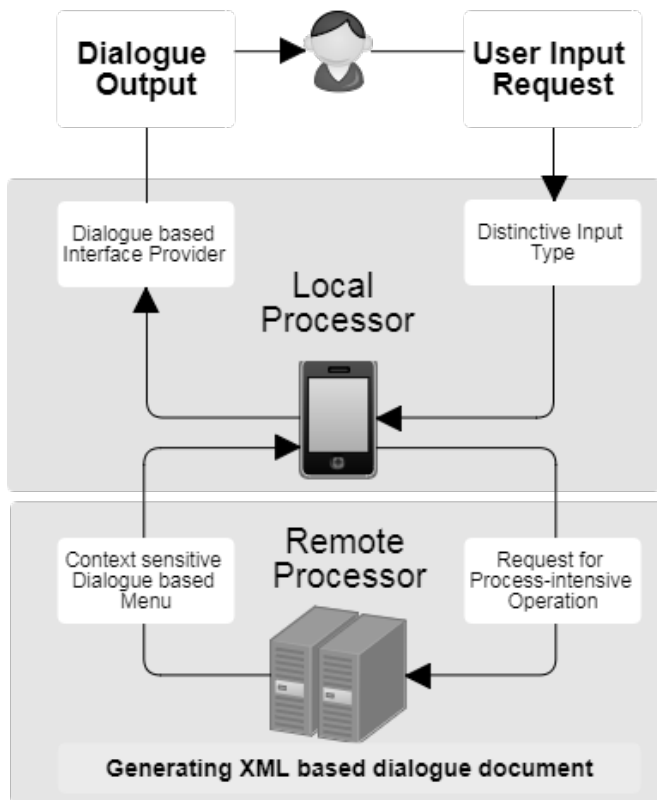 Dialogue
Output
User Input
Request
Dialogue based
Interface Provider
Distinctive Input
Type
Local
Processor
Context sensitive
Dialogue based
Menu
Remote
Processor
Request for
Process-intensive
Operation
Generating XML based dialogue document